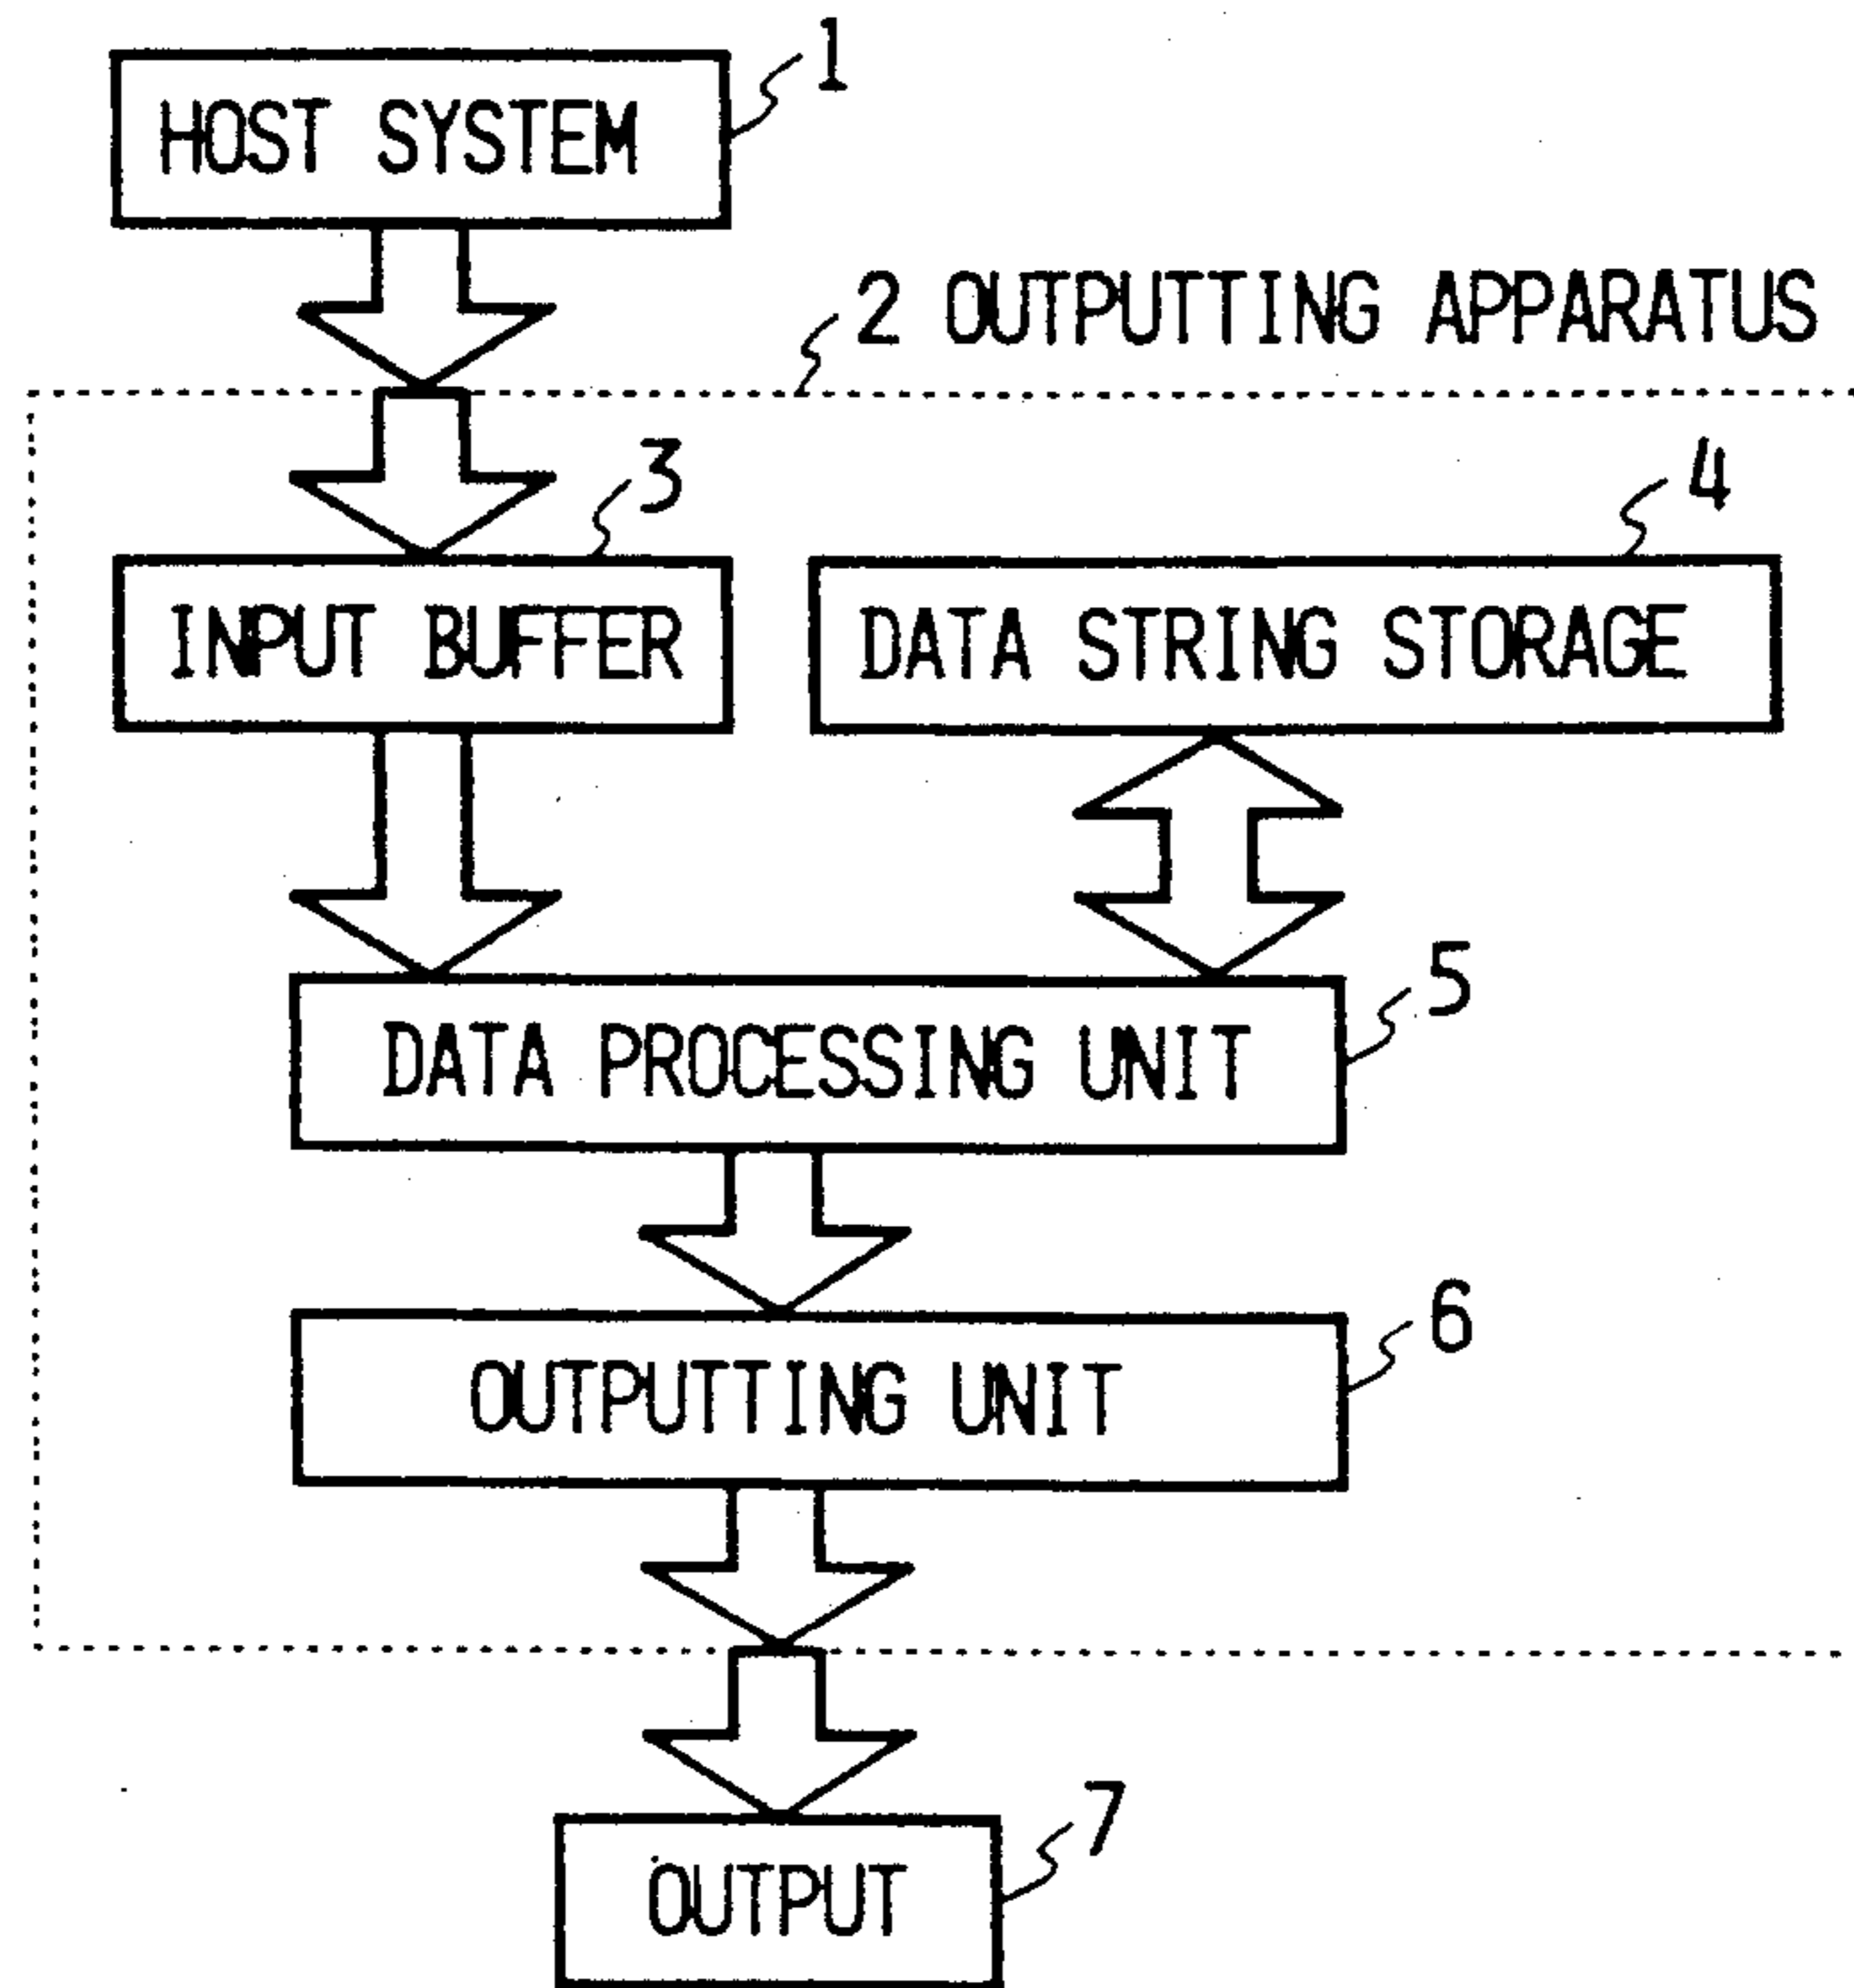 1
HOST SYSTEM
2 OUTPUTTING APPARATUS
3
4
INPUT BUFFER
DATA STRING STORAGE
5
DATA PROCESSING UNIT
6
OUTPUTTING UNIT
7
OUTPUT